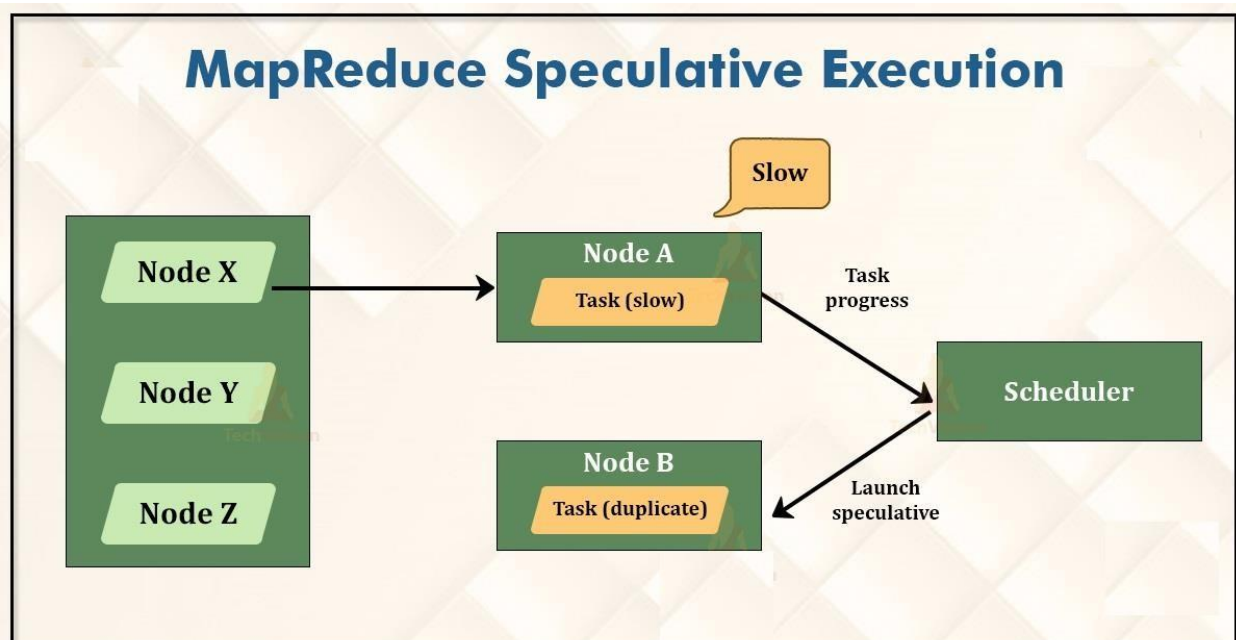 MapReduce Speculative Execution
Slow
Node X
Node Y
Node Z
Node A
Task (slow)
Task
progress
Scheduler
Node B
Task (duplicate)
Launch
speculative